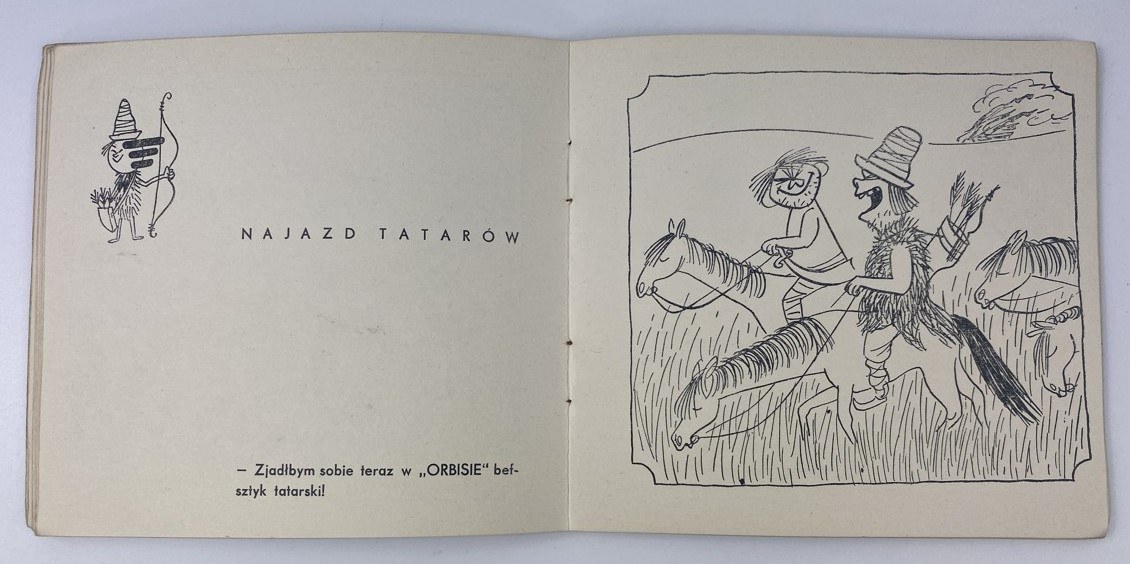 NAJAZD TATARÓW
– Zjadłbym sobie teraz w „ORBISIE“ bef-
sztyk tatarski!